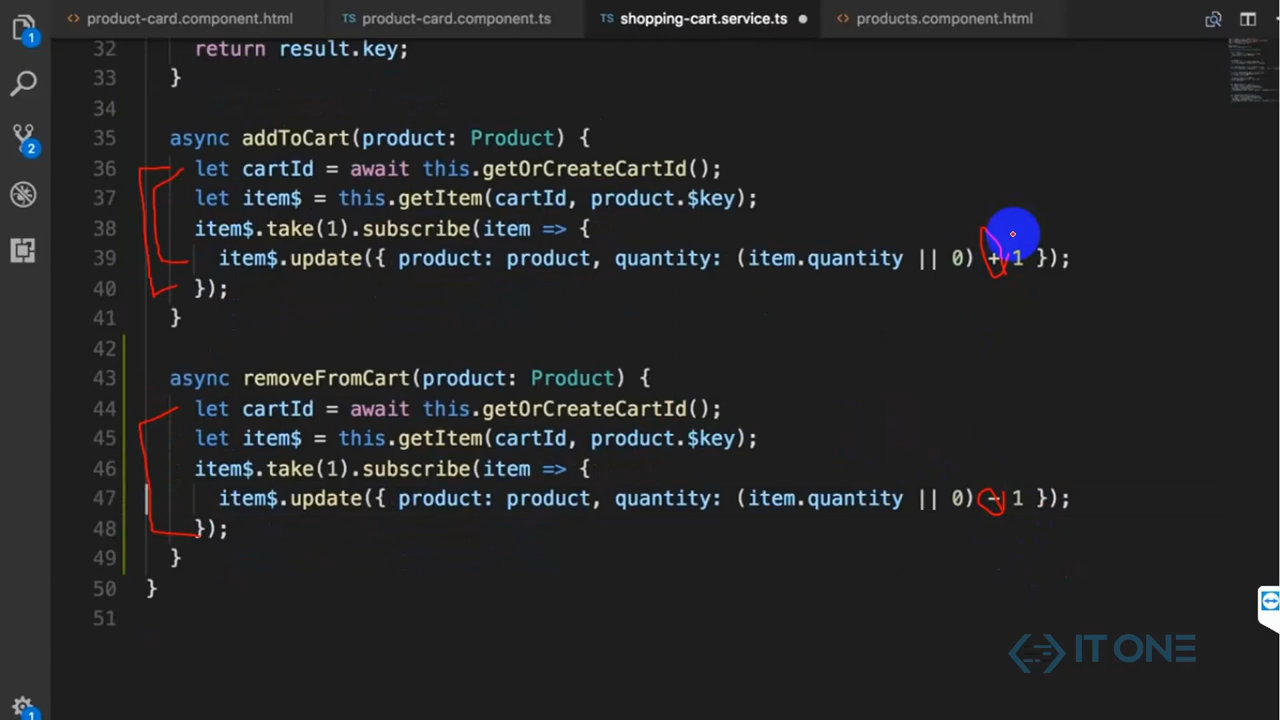 product-card.component.html
TS product-card.component.ts
TS shopping-cart.service.ts
products.component.html
32 return result.key;
33 }
34
35 async addToCart(product: Product) {
36 let cartId = await this.getOrCreateCartId();
37 let item$ = this.getItem(cartId, product.$key);
38 item$.take(1).subscribe(item => {
39 item$.update({ product: product, quantity: (item.quantity || 0) + 1 });
40 });
41 }
42
43 async removeFromCart(product: Product) {
44 let cartId = await this.getOrCreateCartId();
45 let item$ = this.getItem(cartId, product.$key);
46 item$.take(1).subscribe(item => {
47 item$.update({ product: product, quantity: (item.quantity || 0) - 1 });
48 });
49 }
50 }
51
1
2
1
IT ONE